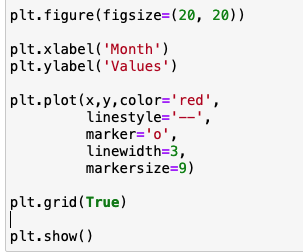 plt.figure(figsize=(20, 20))
plt.xlabel('Month')
plt.ylabel('Values')
plt.plot(x,y,color='red',
linestyle='--',
marker='o',
linewidth=3,
markersize=9)
plt.grid(True)
plt.show()